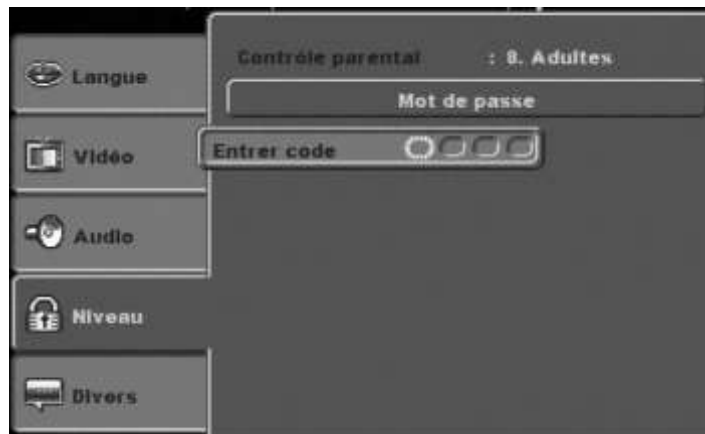 Langue
Contrôle parental : 8. Adultes
Mot de passe
Vidéo
Entrer code
Audio
Niveau
Divers